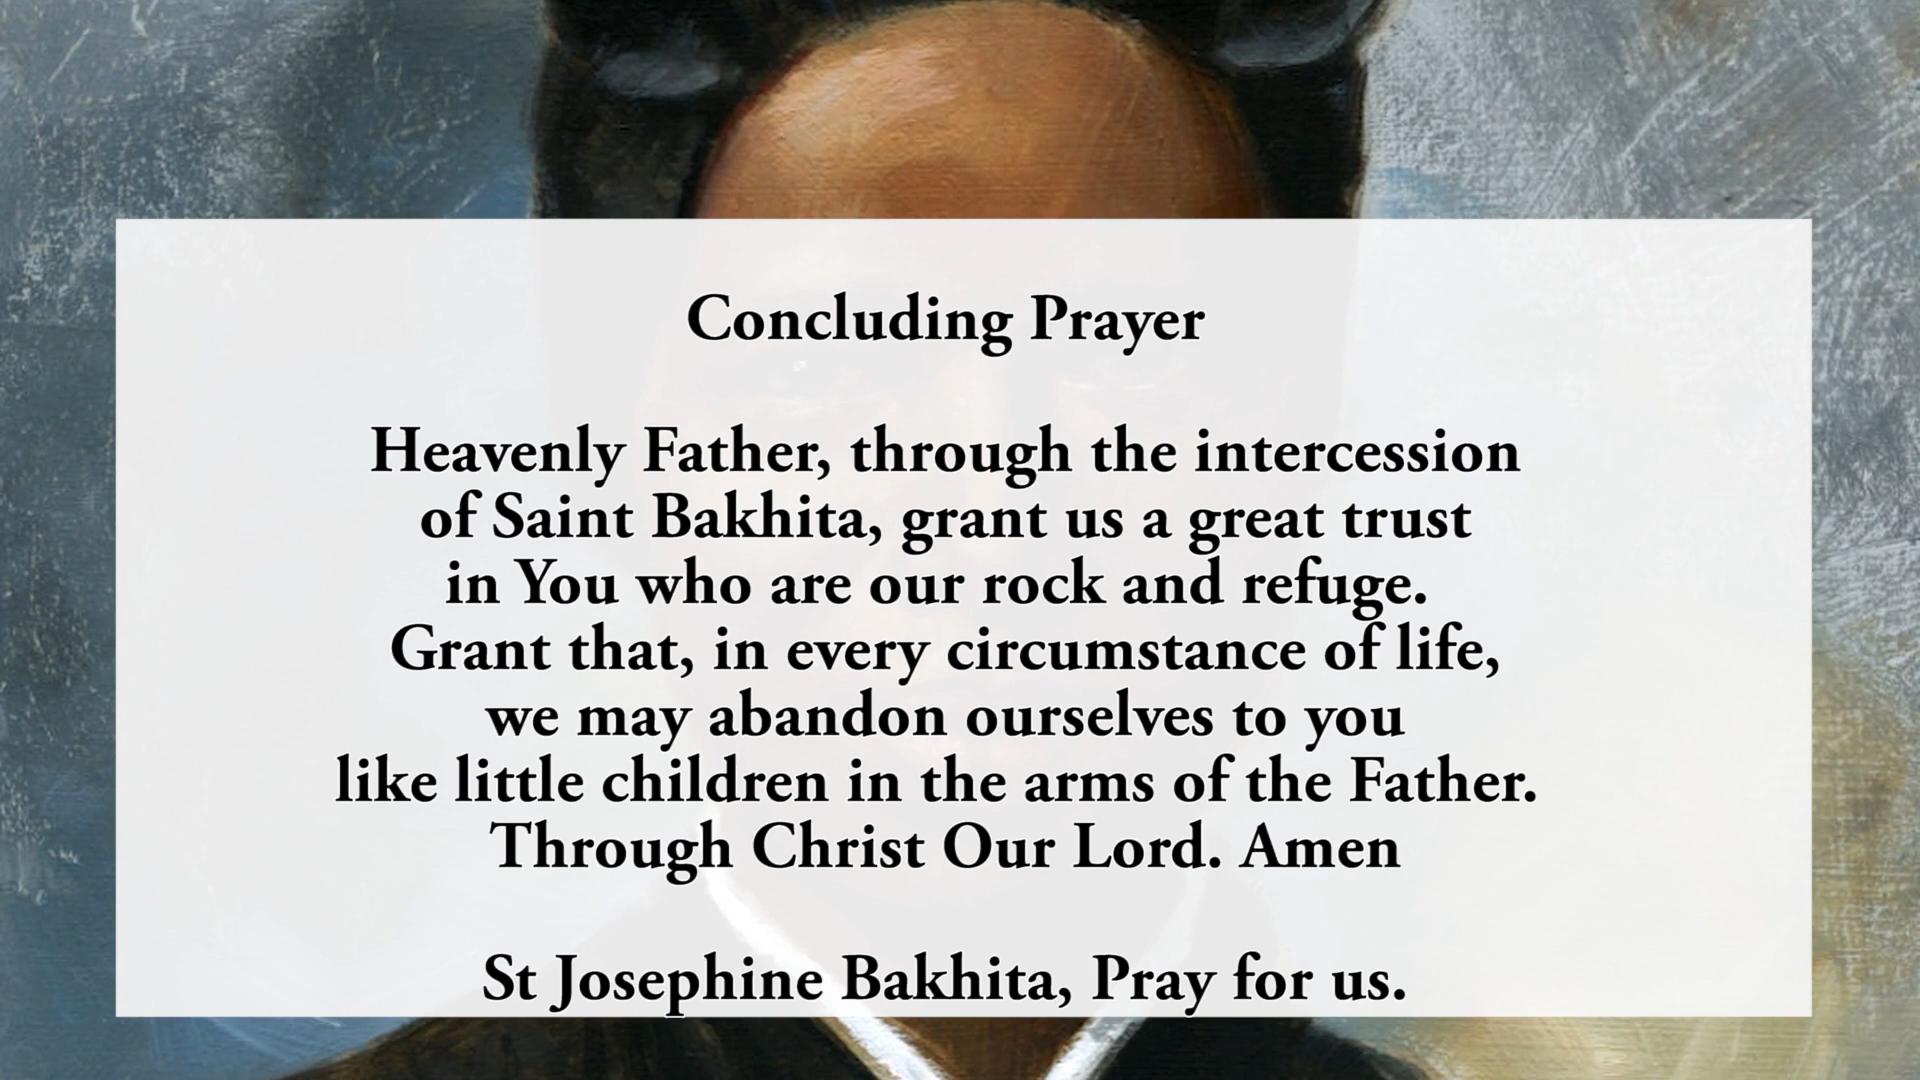 Concluding Prayer
Heavenly Father, through the intercession
of Saint Bakhita, grant us a great trust
in You who are our rock and refuge.
Grant that, in every circumstance of life,
we may abandon ourselves to you
like little children in the arms of the Father.
Through Christ Our Lord. Amen
St Josephine Bakhita, Pray for us.